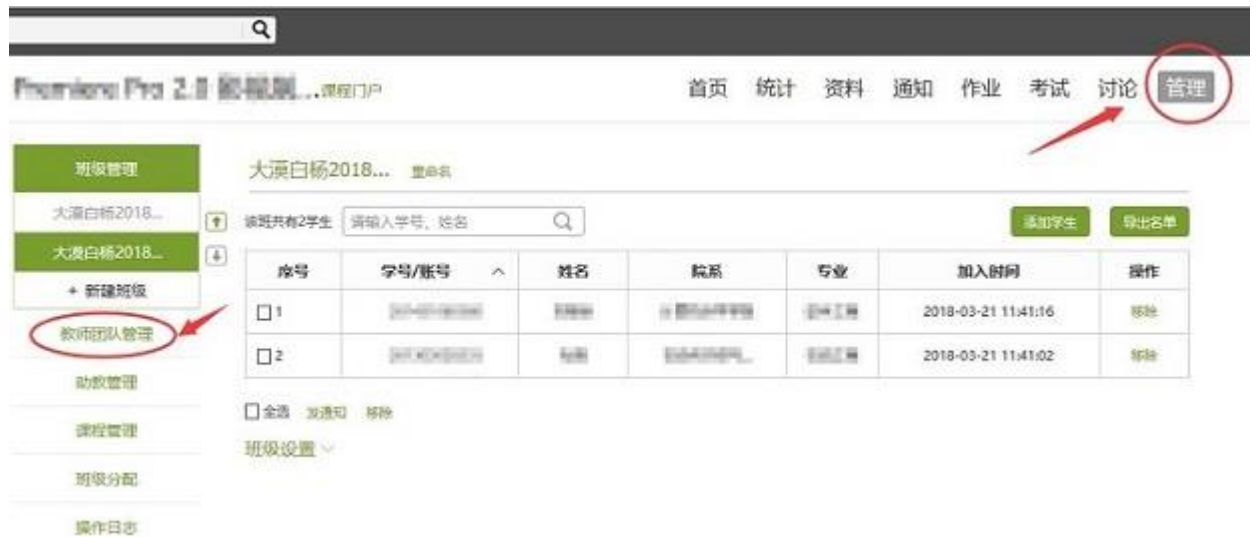 Premiere Pro 2.0 ...课程门户
首页 统计 资料 通知 作业 考试 讨论 管理
班级管理
大漠白杨2018...
大漠白杨2018...
+ 新建班级
教师团队管理
助教管理
课程管理
班级分配
操作日志
大漠白杨2018... 重命名
该班共有2学生 请输入学号、姓名
添加学生 导出名单
序号 学号/账号 姓名 院系 专业 加入时间 操作
1 2018-03-21 11:41:16 移除
2 2018-03-21 11:41:02 移除
全选 发通知 移除
班级设置